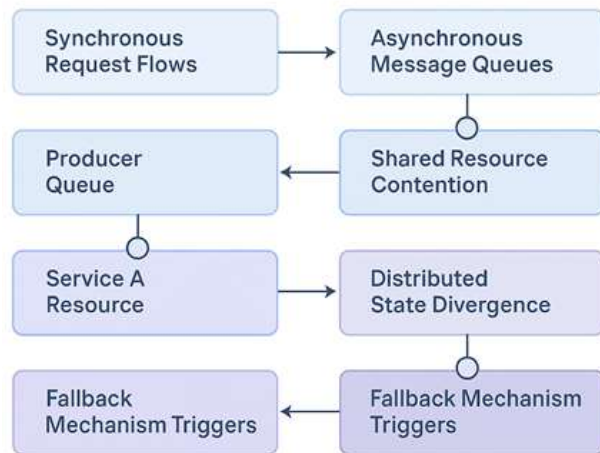 Synchronous
Request Flows
Asynchronous
Message Queues
Producer
Queue
Shared Resource
Contention
Service A
Resource
Distributed
State Divergence
Fallback
Mechanism Triggers
Fallback Mechanism
Triggers